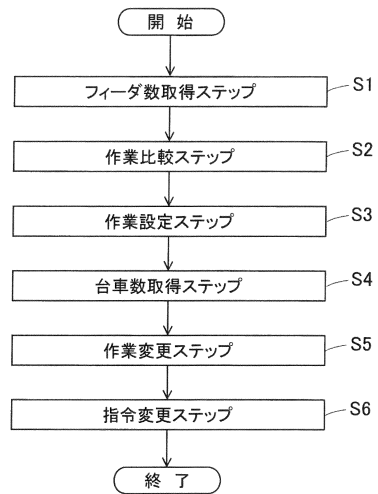 開始
フィーダ数取得ステップ S1
作業比較ステップ S2
作業設定ステップ S3
台車数取得ステップ S4
作業変更ステップ S5
指令変更ステップ S6
終了